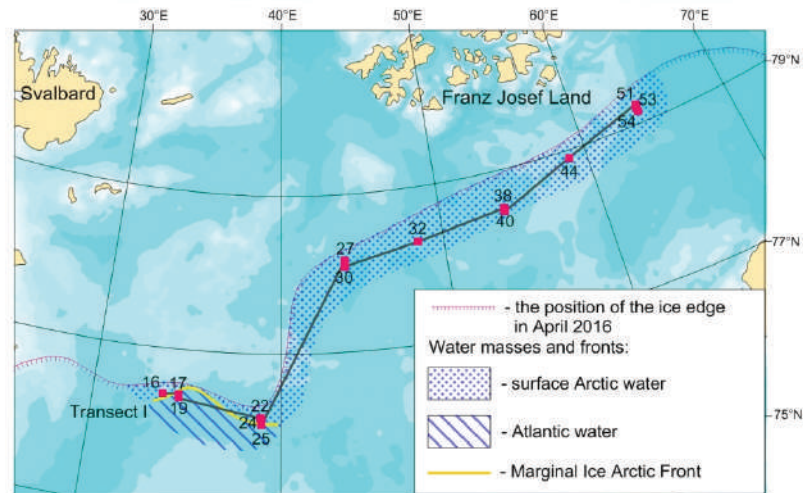 30°E 40°E 50°E 60°E 70°E
79°N
Svalbard
Franz Josef Land
51
53
54
44
38
40
32
27
30
77°N
16 17
19
Transect I
22
24
25
75°N
- the position of the ice edge
in April 2016
Water masses and fronts:
- surface Arctic water
- Atlantic water
- Marginal Ice Arctic Front